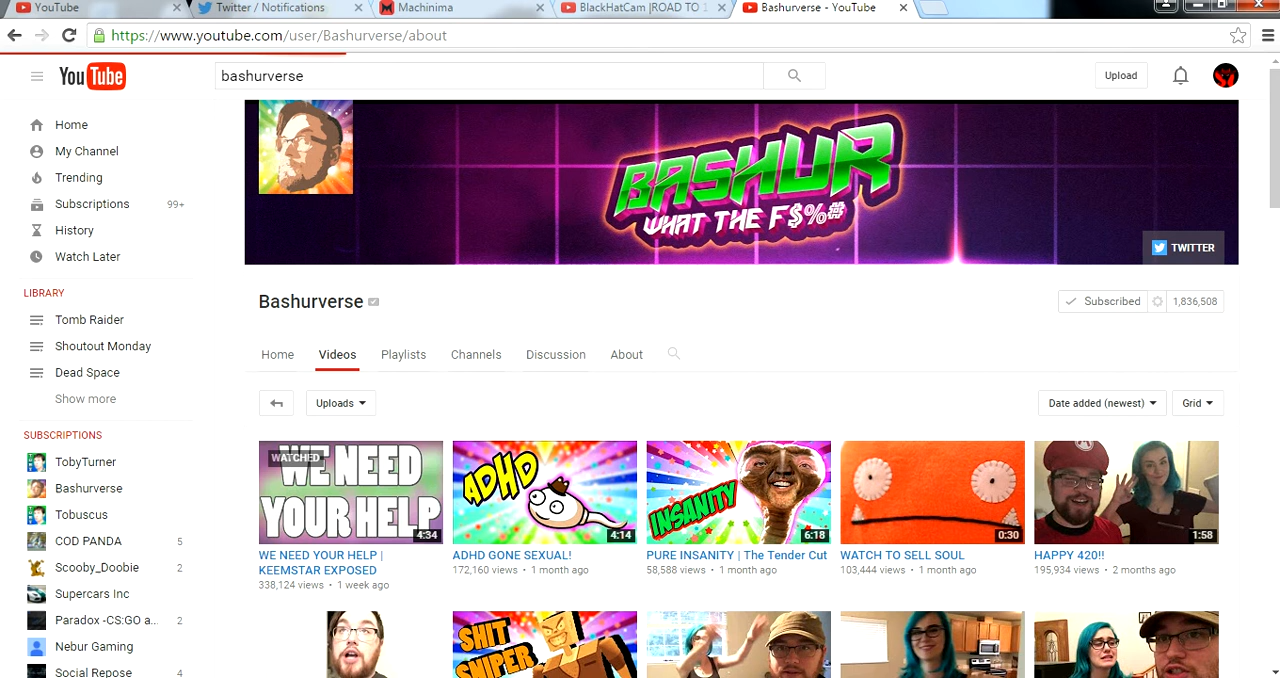 YouTube
Twitter / Notifications
Machinima
BlackHatCam |ROAD TO
Bashurverse - YouTube
https://www.youtube.com/user/Bashurverse/about
YouTube
bashurverse
Upload
Home
My Channel
Trending
Subscriptions 99+
History
Watch Later
LIBRARY
Tomb Raider
Shoutout Monday
Dead Space
Show more
SUBSCRIPTIONS
TobyTurner
Bashurverse
Tobuscus
COD PANDA 5
Scooby_Doobie 2
Supercars Inc
Paradox -CS:GO a... 2
Nebur Gaming
Social Repose 4
BASHUR
WHAT THE F$%#
TWITTER
Bashurverse
Subscribed 1,836,508
Home Videos Playlists Channels Discussion About
Uploads
Date added (newest) Grid
WATCHED
WE NEED
YOUR HELP
4:34
WE NEED YOUR HELP |
KEEMSTAR EXPOSED
338,124 views • 1 week ago
ADHD
4:14
ADHD GONE SEXUAL!
172,160 views • 1 month ago
INSANITY
6:18
PURE INSANITY | The Tender Cut
58,588 views • 1 month ago
0:30
WATCH TO SELL SOUL
103,444 views • 1 month ago
1:58
HAPPY 420!!
195,934 views • 2 months ago
SHIT
SNIPER